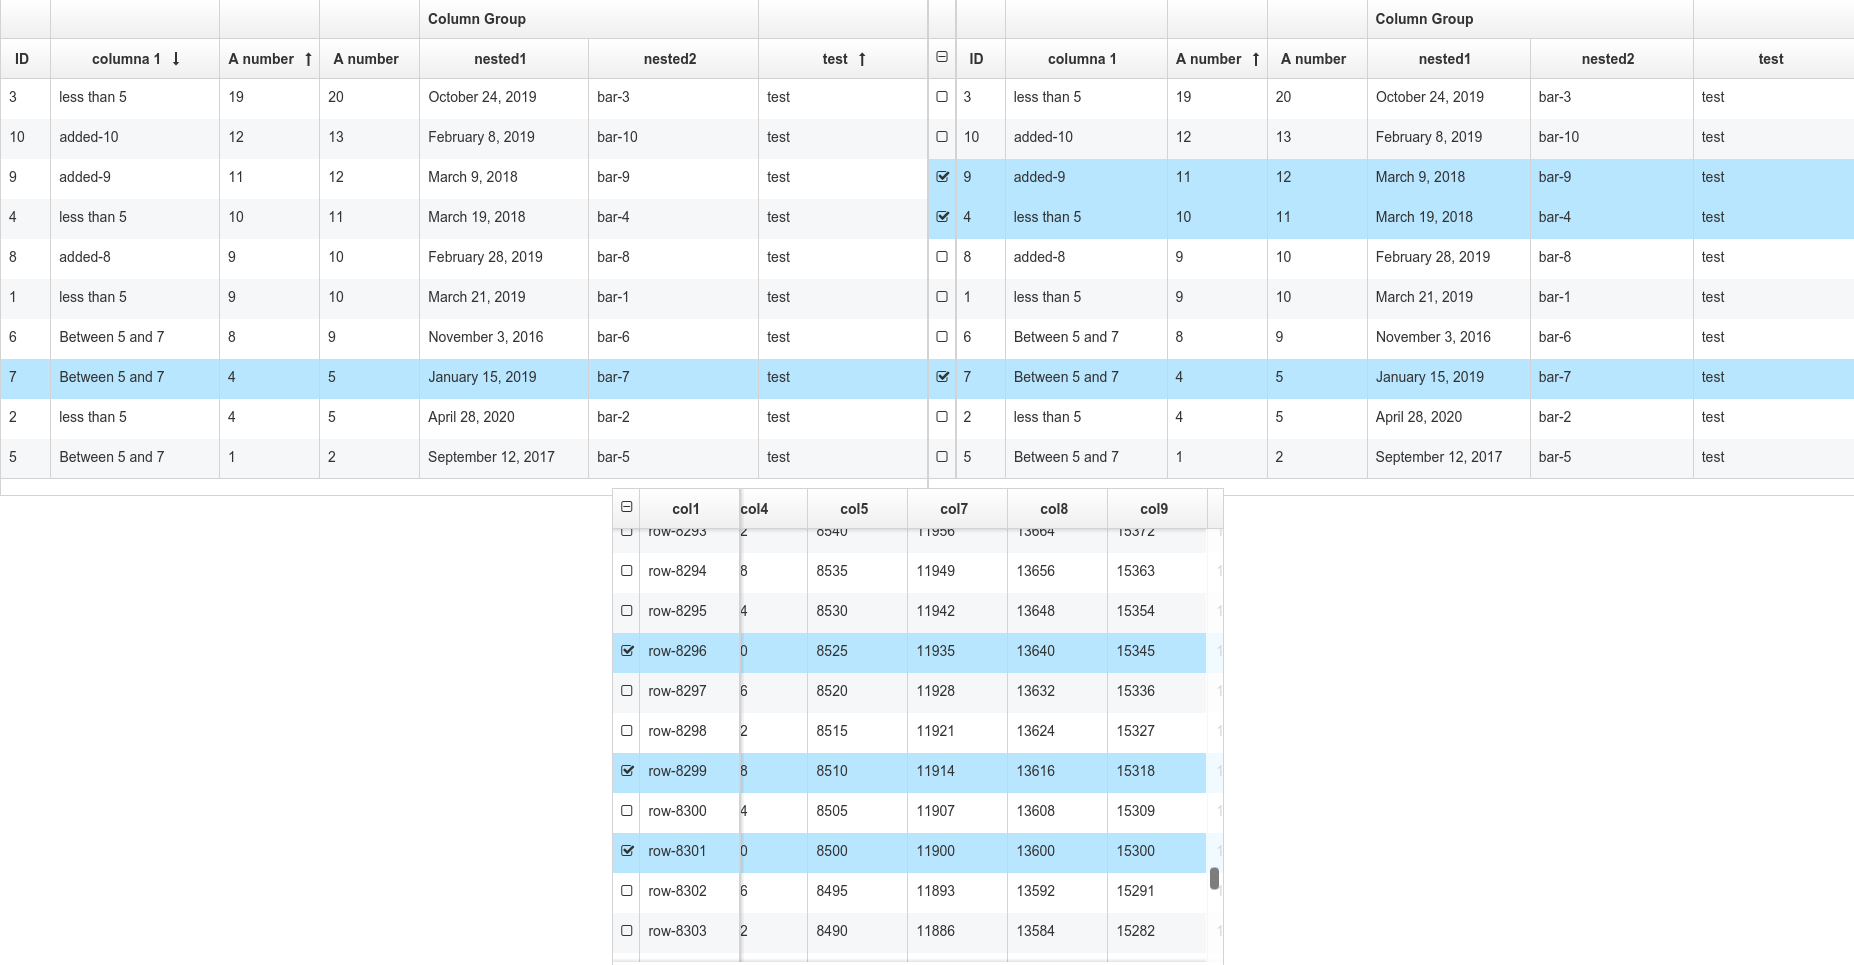 Column Group
ID columna 1 ↓ A number ↑ A number nested1 nested2 test ↑
3 less than 5 19 20 October 24, 2019 bar-3 test
10 added-10 12 13 February 8, 2019 bar-10 test
9 added-9 11 12 March 9, 2018 bar-9 test
4 less than 5 10 11 March 19, 2018 bar-4 test
8 added-8 9 10 February 28, 2019 bar-8 test
1 less than 5 9 10 March 21, 2019 bar-1 test
6 Between 5 and 7 8 9 November 3, 2016 bar-6 test
7 Between 5 and 7 4 5 January 15, 2019 bar-7 test
2 less than 5 4 5 April 28, 2020 bar-2 test
5 Between 5 and 7 1 2 September 12, 2017 bar-5 test
Column Group
ID columna 1 A number ↑ A number nested1 nested2 test
3 less than 5 19 20 October 24, 2019 bar-3 test
10 added-10 12 13 February 8, 2019 bar-10 test
9 added-9 11 12 March 9, 2018 bar-9 test
4 less than 5 10 11 March 19, 2018 bar-4 test
8 added-8 9 10 February 28, 2019 bar-8 test
1 less than 5 9 10 March 21, 2019 bar-1 test
6 Between 5 and 7 8 9 November 3, 2016 bar-6 test
7 Between 5 and 7 4 5 January 15, 2019 bar-7 test
2 less than 5 4 5 April 28, 2020 bar-2 test
5 Between 5 and 7 1 2 September 12, 2017 bar-5 test
col1 col4 col5 col7 col8 col9
row-8293 2 8540 11956 13664 15372
row-8294 8 8535 11949 13656 15363
row-8295 4 8530 11942 13648 15354
row-8296 0 8525 11935 13640 15345
row-8297 6 8520 11928 13632 15336
row-8298 2 8515 11921 13624 15327
row-8299 8 8510 11914 13616 15318
row-8300 4 8505 11907 13608 15309
row-8301 0 8500 11900 13600 15300
row-8302 6 8495 11893 13592 15291
row-8303 2 8490 11886 13584 15282